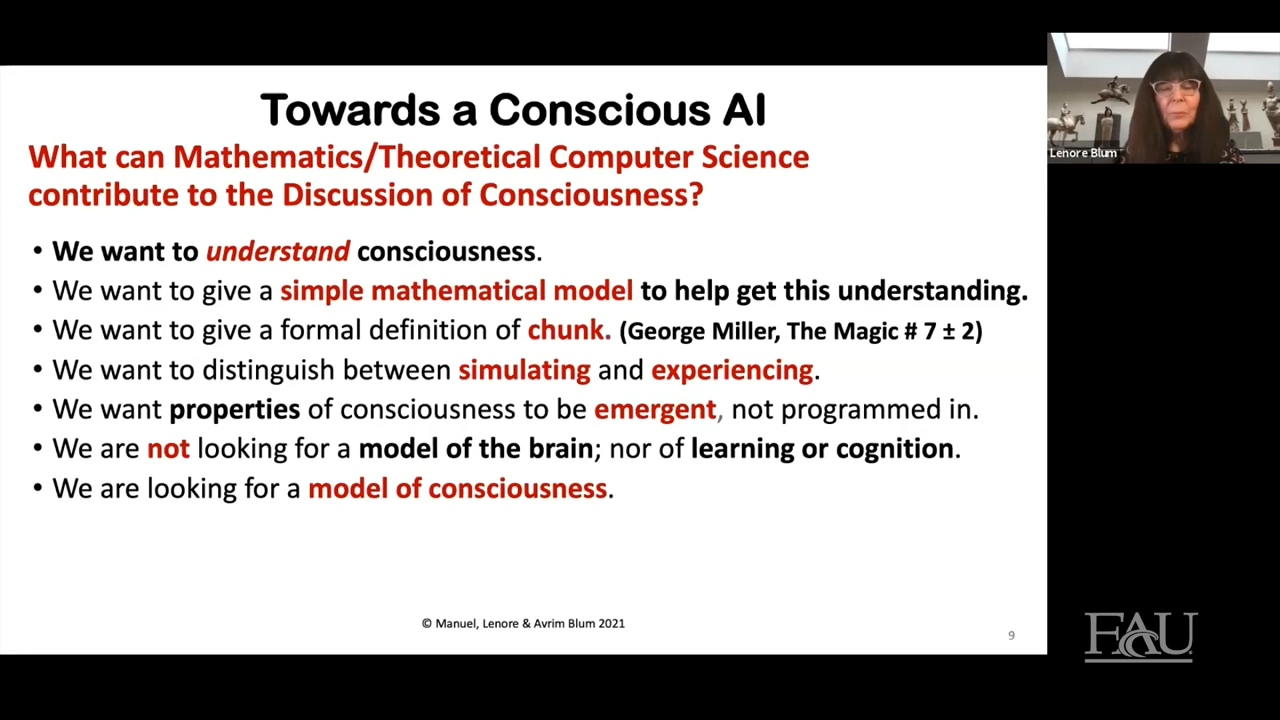 Towards a Conscious AI
What can Mathematics/Theoretical Computer Science
contribute to the Discussion of Consciousness?
• We want to understand consciousness.
• We want to give a simple mathematical model to help get this understanding.
• We want to give a formal definition of chunk. (George Miller, The Magic # 7 ± 2)
• We want to distinguish between simulating and experiencing.
• We want properties of consciousness to be emergent, not programmed in.
• We are not looking for a model of the brain; nor of learning or cognition.
• We are looking for a model of consciousness.
© Manuel, Lenore & Avrim Blum 2021
9
Lenore Blum
FAU